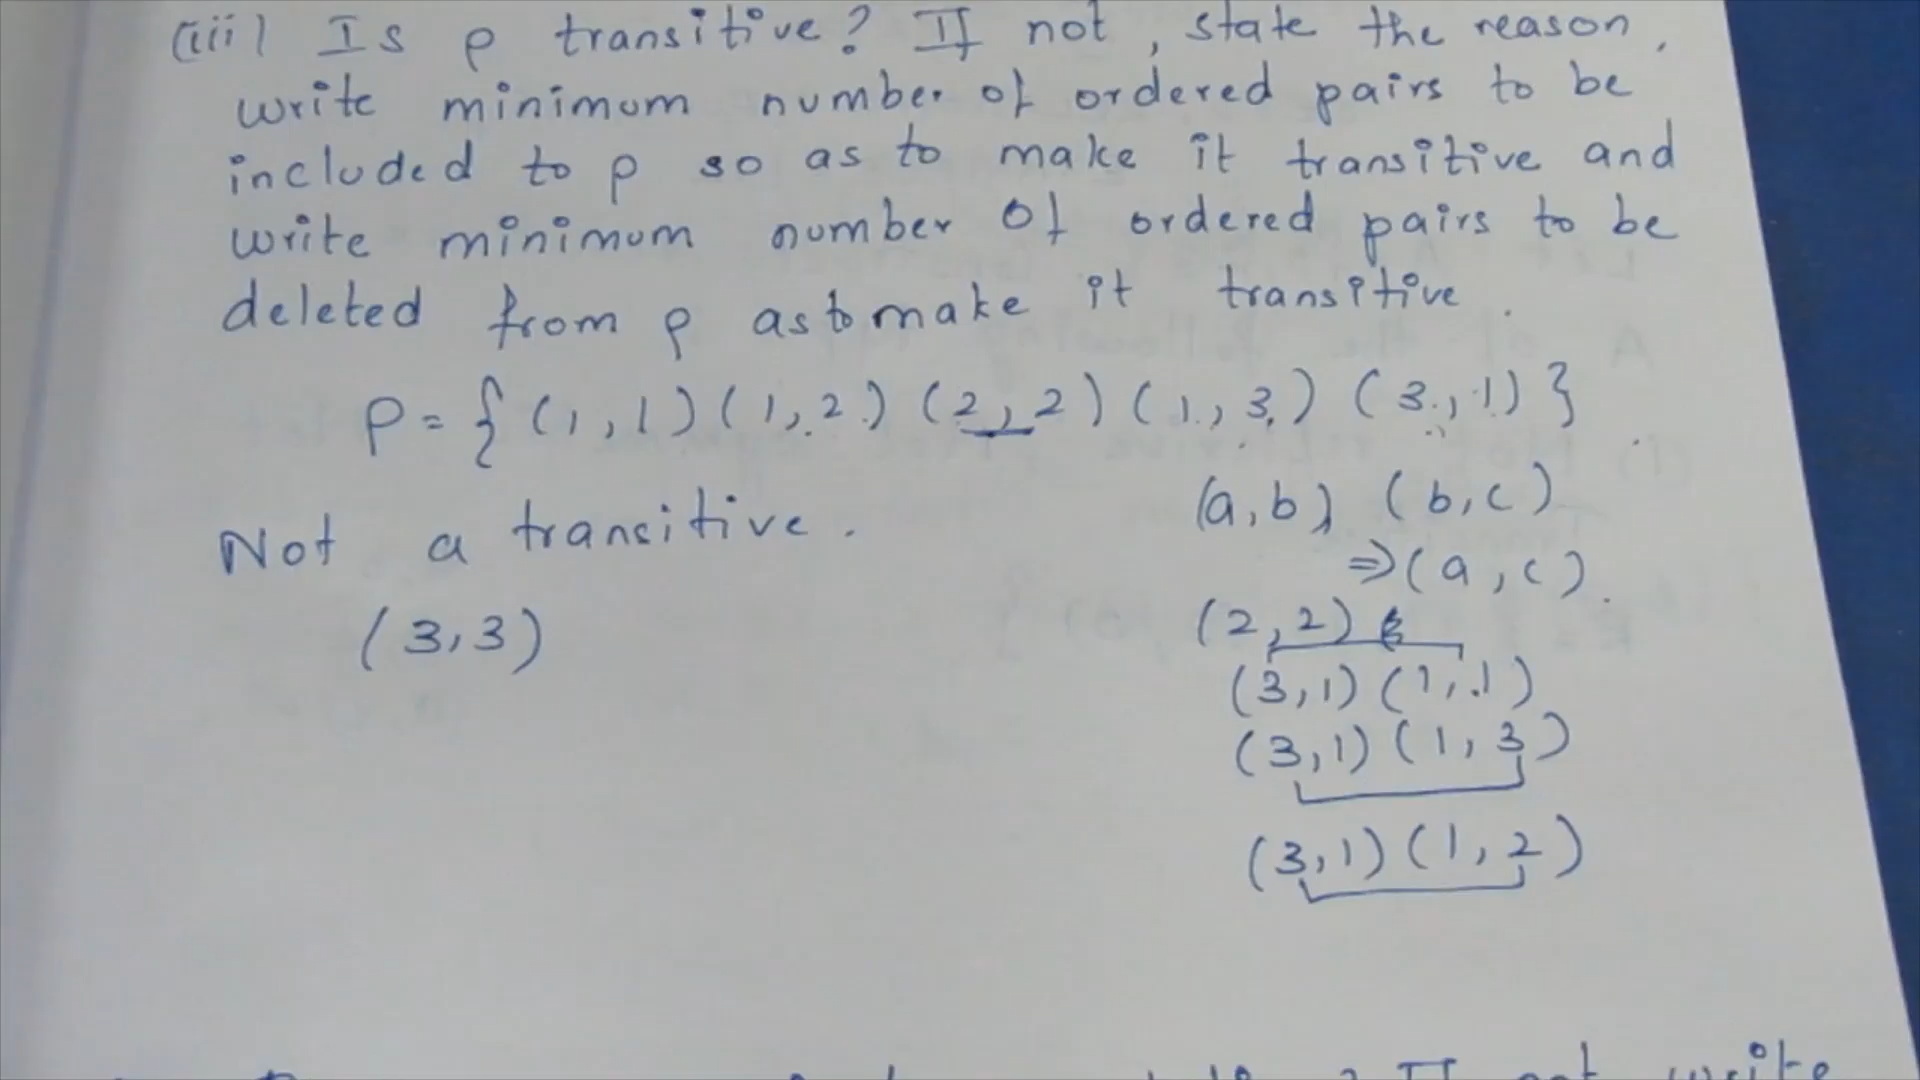 (iii) Is ρ transitive? If not, state the reason,
write minimum number of ordered pairs to be
included to ρ so as to make it transitive and
write minimum number of ordered pairs to be
deleted from ρ as to make it transitive.
ρ = { (1,1) (1,2) (2,2) (1,3) (3,1) }
Not a transitive.
(3,3)
(a,b) (b,c)
⇒ (a,c).
(2,2)
(3,1) (1,1)
(3,1) (1,3)
(3,1) (1,2)